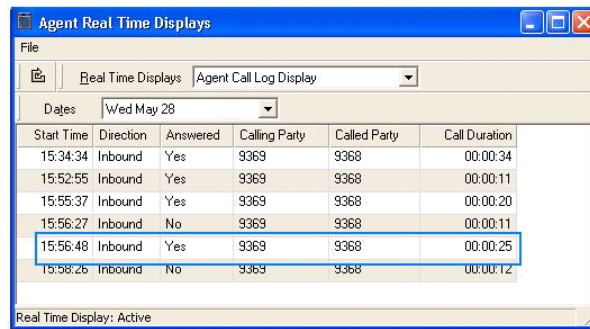 Agent Real Time Displays
File
Real Time Displays Agent Call Log Display
Dates Wed May 28
Start Time Direction Answered Calling Party Called Party Call Duration
15:34:34 Inbound Yes 9369 9368 00:00:34
15:52:55 Inbound Yes 9369 9368 00:00:11
15:55:37 Inbound Yes 9369 9368 00:00:20
15:56:27 Inbound No 9369 9368 00:00:11
15:56:48 Inbound Yes 9369 9368 00:00:25
15:58:26 Inbound No 9369 9368 00:00:12
Real Time Display: Active